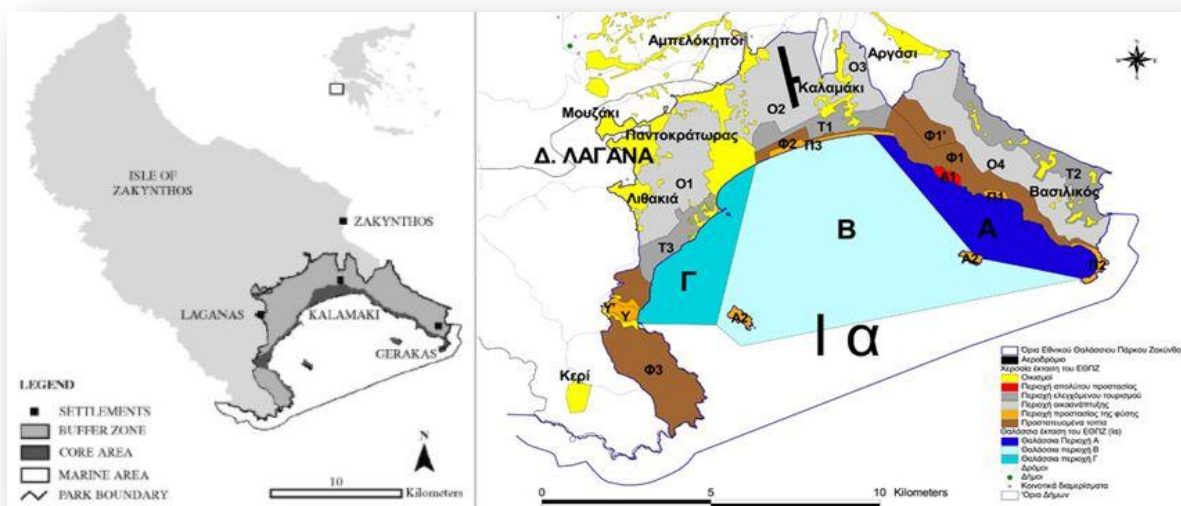 ISLE OF
ZAKYNTHOS
ZAKYNTHOS
LAGANAS
KALAMAKI
GERAKAS
LEGEND
SETTLEMENTS
BUFFER ZONE
CORE AREA
MARINE AREA
PARK BOUNDARY
N
10
Kilometers
Αμπελόκηποι
Αργάσι
Μουζάκι
Ο2
Καλαμάκι
Ο3
Παντοκράτωρας
Τ1
Δ. ΛΑΓΑΝΑ
Φ2
Π3
Φ1'
Φ1
Ο4
Α1
Τ2
Ο1
Π1
Βασιλικός
Λιθακιά
Β
Α
Τ3
Γ
Α2
Π2
Υ'
Υ
Α2
Ι α
Φ3
Κερί
Όρια Εθνικού Θαλάσσιου Πάρκου Ζακύνθο
Αεροδρόμιο
Χερσαία έκταση του ΕΘΠΖ
Οικισμοί
Περιοχή απολύτου προστασίας
Περιοχή ελεγχόμενου τουρισμού
Περιοχή οικοανάπτυξης
Περιοχή προστασίας της φύσης
Προστατευομένα τοπία
Θαλάσσια έκταση του ΕΘΠΖ (Ια)
Θαλάσσια Περιοχή Α
Θαλάσσια περιοχή Β
Θαλάσσια περιοχή Γ
Δρόμοι
Δήμοι
Κοινοτικά διαμερίσματα
Όρια Δήμων
0 5 10 Kilometers